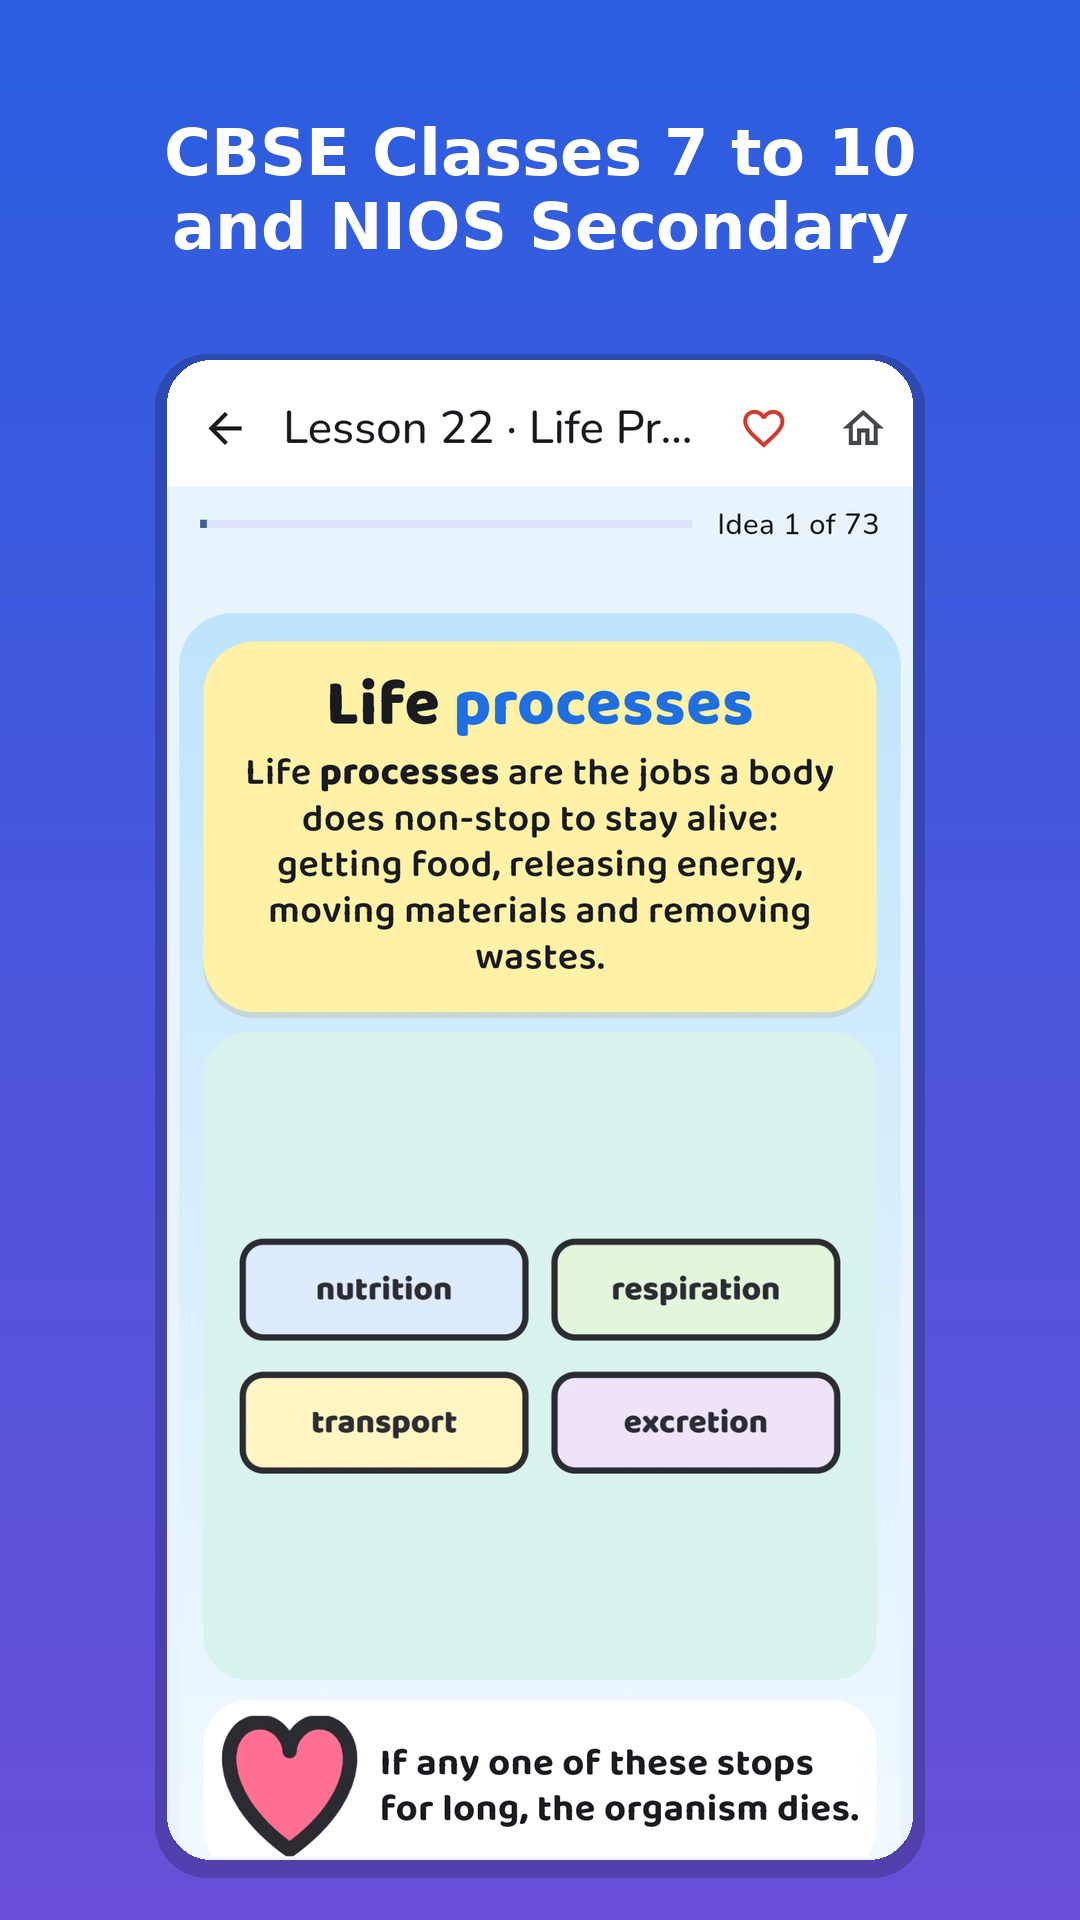 CBSE Classes 7 to 10
and NIOS Secondary
Lesson 22 · Life Pr...
Idea 1 of 73
Life processes
Life processes are the jobs a body
does non-stop to stay alive:
getting food, releasing energy,
moving materials and removing
wastes.
nutrition
respiration
transport
excretion
If any one of these stops
for long, the organism dies.